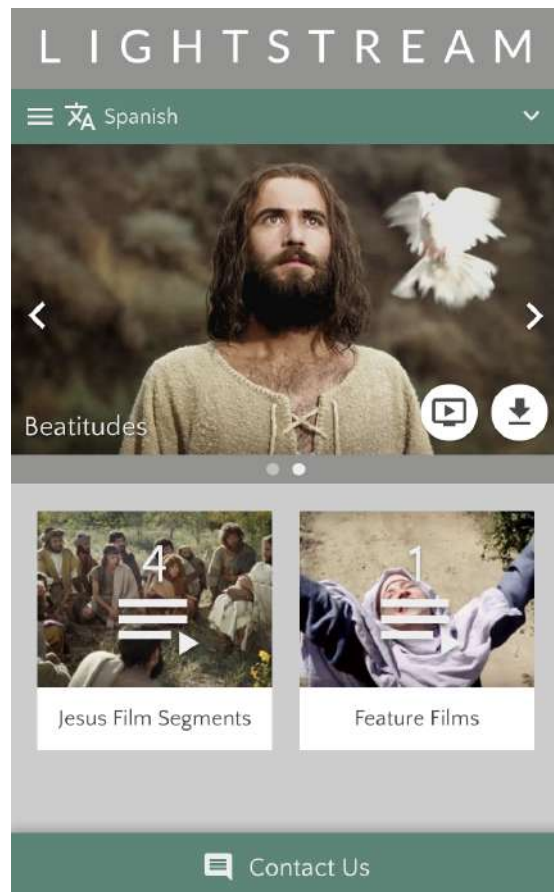 LIGHTSTREAM
Spanish
Beatitudes
4
1
Jesus Film Segments
Feature Films
Contact Us